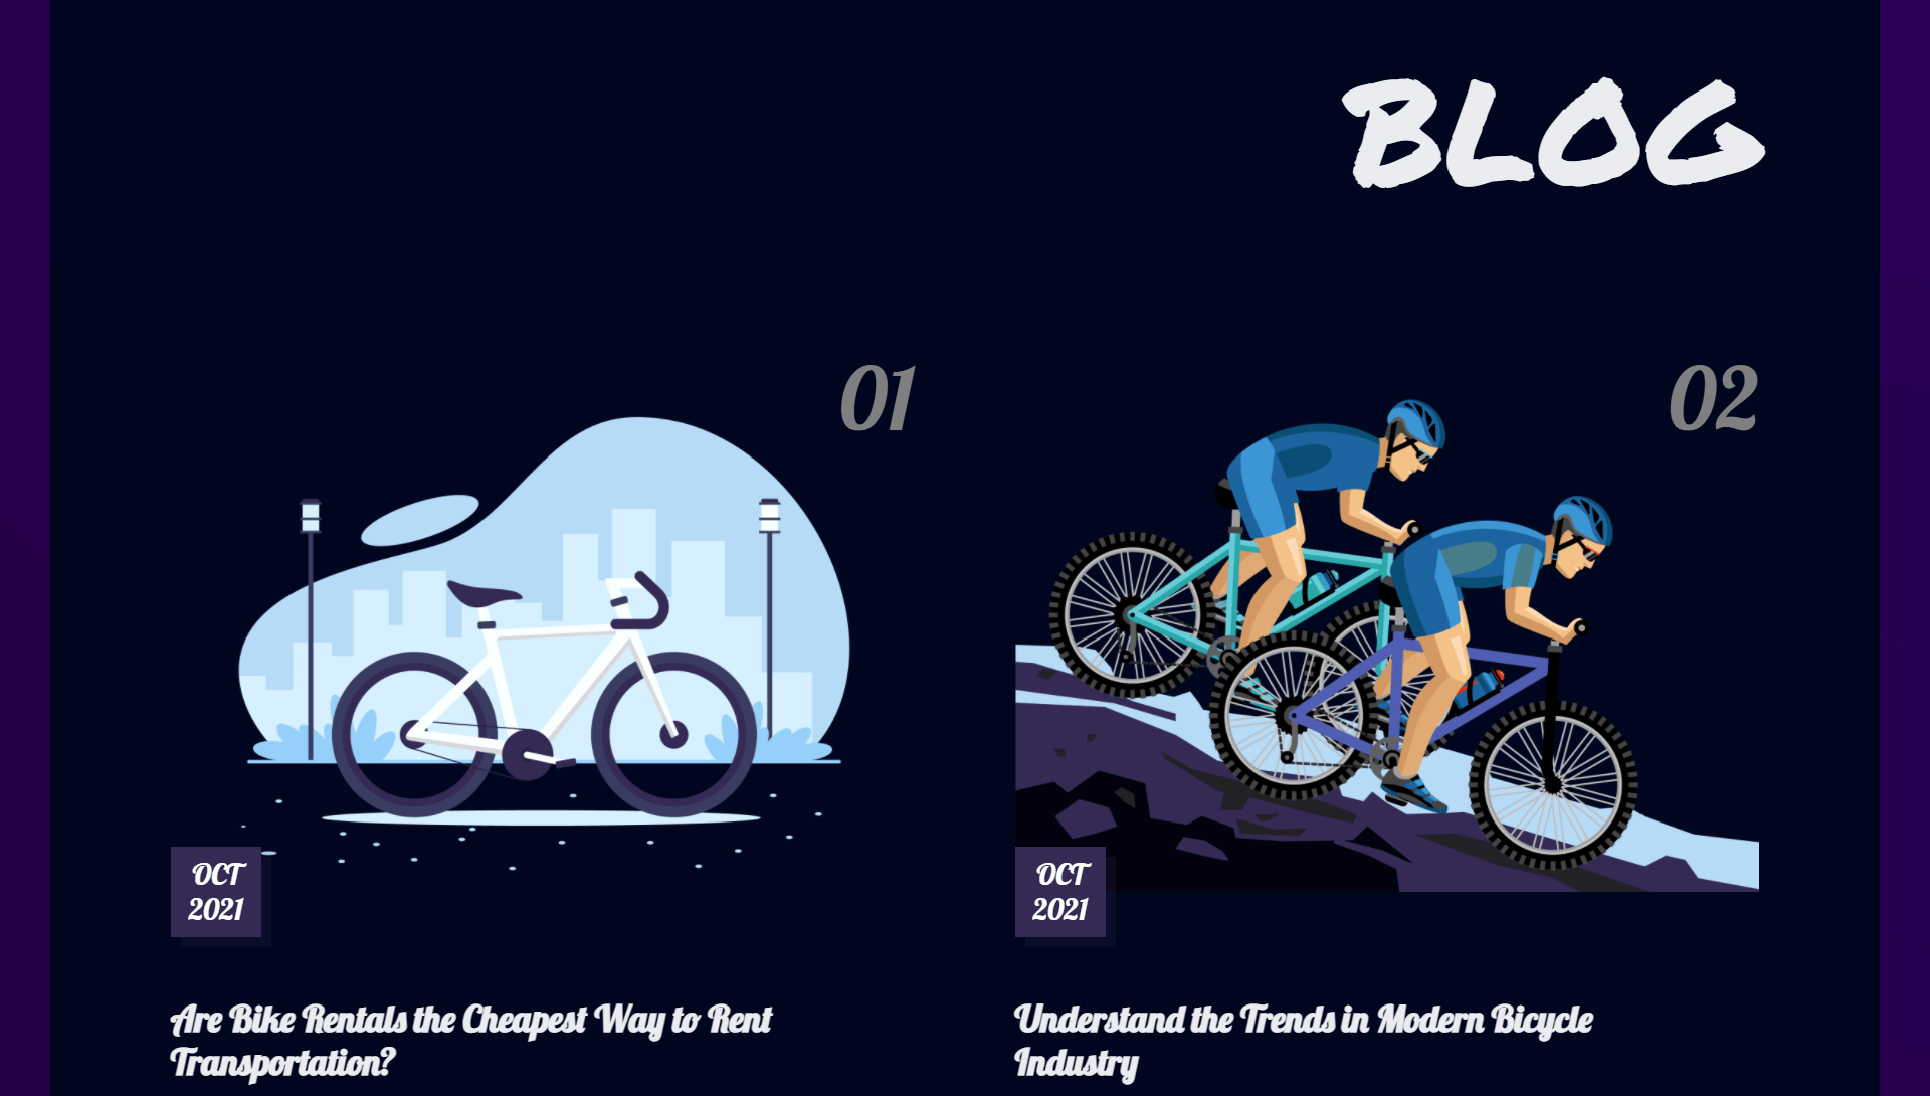 BLOG
01
OCT
2021
Are Bike Rentals the Cheapest Way to Rent
Transportation?
02
OCT
2021
Understand the Trends in Modern Bicycle
Industry